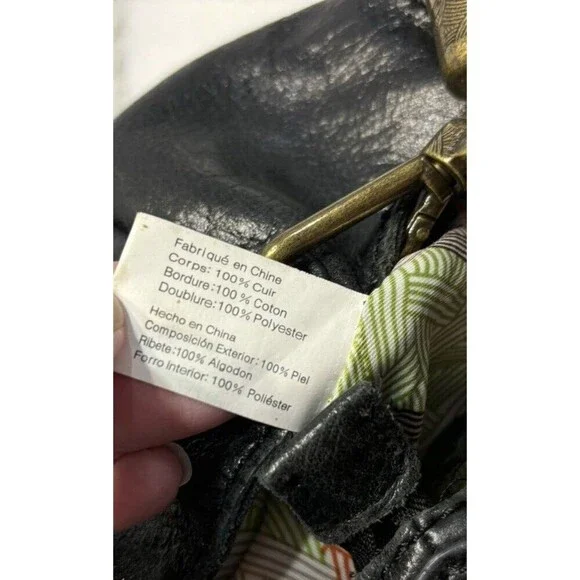 Fabriqué en Chine
Corps: 100% Cuir
Bordure:100% Coton
Doublure:100% Polyester
Hecho en China
Composición Exterior: 100% Piel
Ribete:100% Algodon
Forro Interior: 100% Poliéster